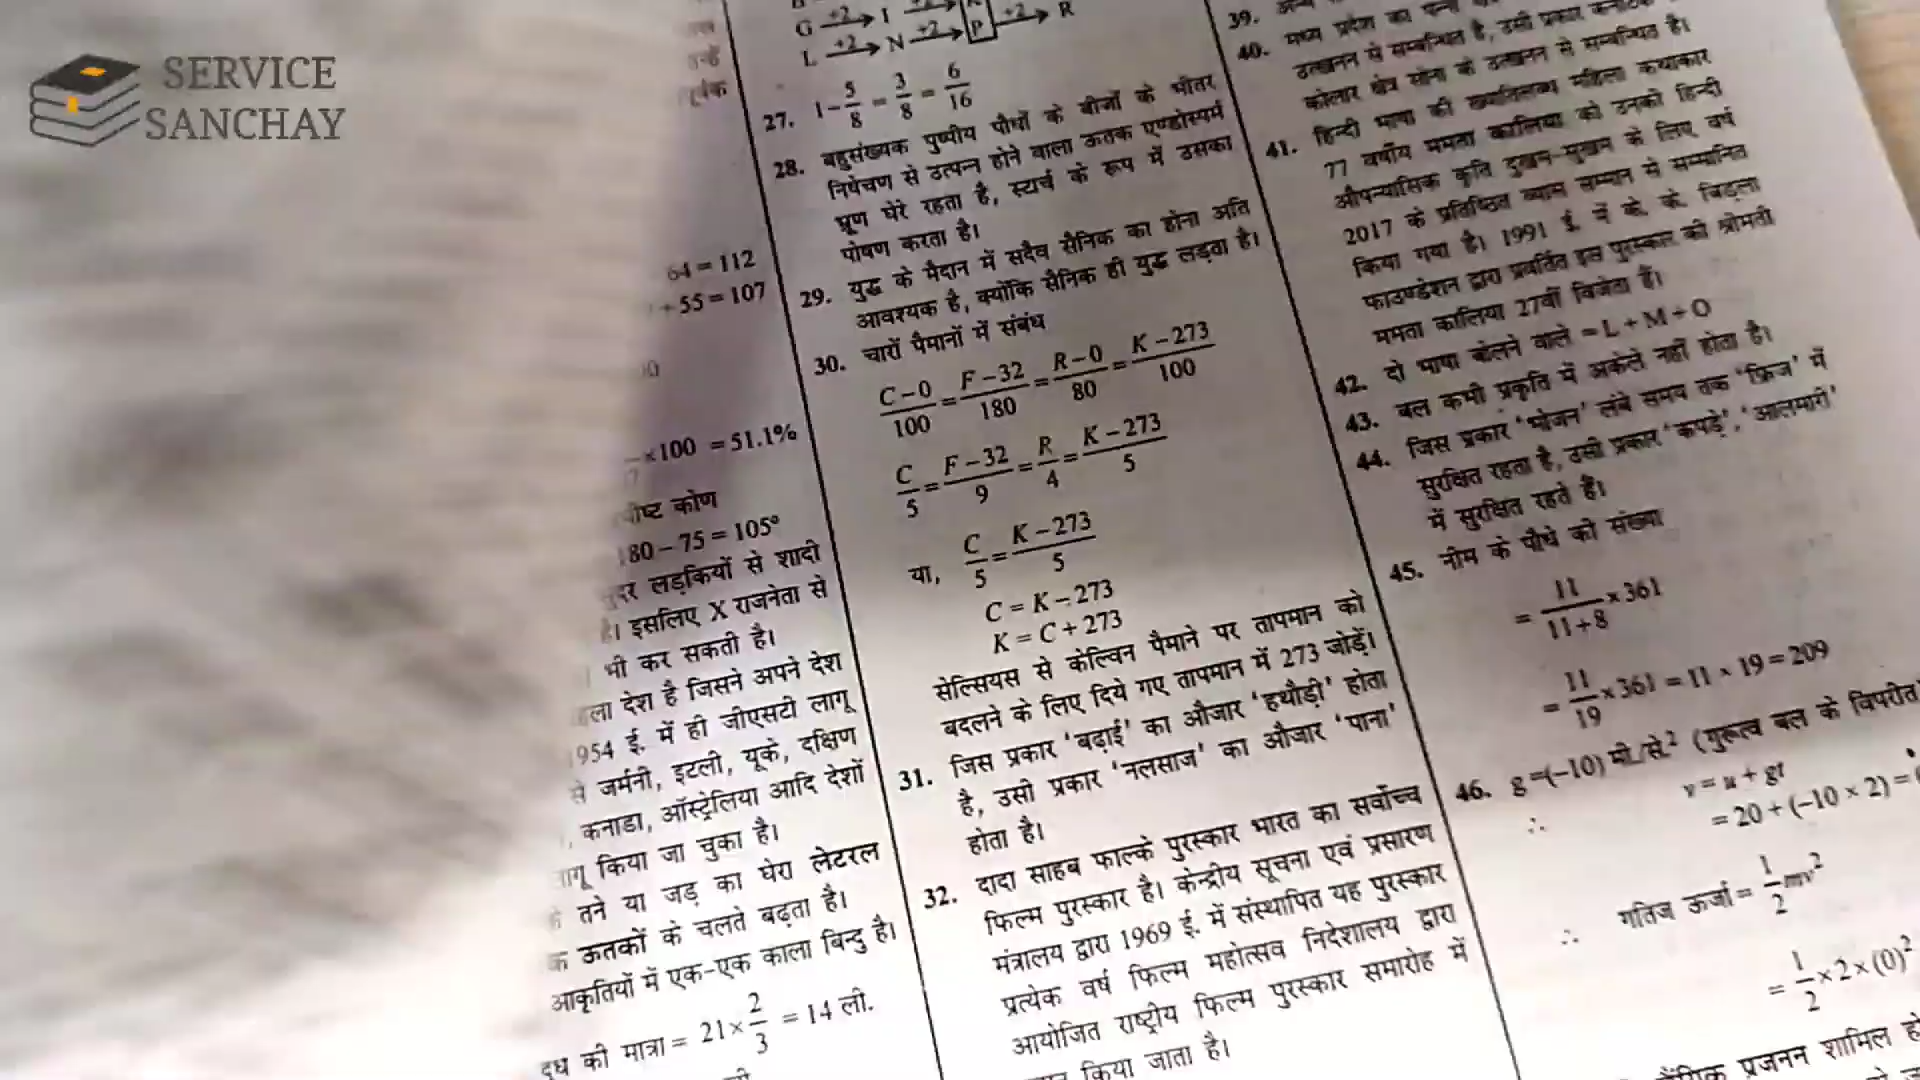 SERVICE
SANCHAY
64 = 112
+ 55 = 107
×100 = 51.1%
कोण
180 – 75 = 105°
लड़कियों से शादी
इसलिए X राजनेता से
भी कर सकती है।
देश है जिसने अपने देश
1954 ई. में ही जीएसटी लागू
से जर्मनी, इटली, यूके, दक्षिण
कनाडा, ऑस्ट्रेलिया आदि देशों
किया जा चुका है।
तने या जड़ का घेरा लेटरल
ऊतकों के चलते बढ़ता है।
आकृतियों में एक-एक काला बिन्दु है।
दूध की मात्रा = 21 × 2/3 = 14 ली.
G +2→ I
L +2→ N +2→ P +2→ R
27. 1 – 5/8 = 3/8 = 6/16
28. बहुसंख्यक पुष्पीय पौधों के बीजों के भीतर
निषेचण से उत्पन्न होने वाला ऊतक एण्डोस्पर्म
भ्रूण घेरे रहता है, स्टार्च के रूप में उसका
पोषण करता है।
29. युद्ध के मैदान में सदैव सैनिक का होना अति
आवश्यक है, क्योंकि सैनिक ही युद्ध लड़ता है।
30. चारों पैमानों में संबंध
C – 0/100 = F – 32/180 = R – 0/80 = K – 273/100
C/5 = F – 32/9 = R/4 = K – 273/5
या, C/5 = K – 273/5
C = K – 273
K = C + 273
सेल्सियस से केल्विन पैमाने पर तापमान को
बदलने के लिए दिये गए तापमान में 273 जोड़ें।
31. जिस प्रकार 'बढ़ाई' का औजार 'हथौड़ी' होता
है, उसी प्रकार 'नलसाज' का औजार 'पाना'
होता है।
32. दादा साहब फाल्के पुरस्कार भारत का सर्वोच्च
फिल्म पुरस्कार है। केन्द्रीय सूचना एवं प्रसारण
मंत्रालय द्वारा 1969 ई. में संस्थापित यह पुरस्कार
प्रत्येक वर्ष फिल्म महोत्सव निदेशालय द्वारा
आयोजित राष्ट्रीय फिल्म पुरस्कार समारोह में
किया जाता है।
39.
40. मध्य प्रदेश का पन्ना
उत्खनन से सम्बन्धित है, उसी प्रकार कर्नाटक
कोलार क्षेत्र सोना के उत्खनन से सम्बन्धित है।
41. हिन्दी भाषा की ख्यातिलब्ध महिला कथाकार
77 वर्षीय ममता कालिया को उनको हिन्दी
औपन्यासिक कृति दुक्खम-सुक्खम के लिए वर्ष
2017 के प्रतिष्ठित व्यास सम्मान से सम्मानित
किया गया है। 1991 ई. में के. के. बिड़ला
फाउण्डेशन द्वारा प्रवर्तित इस पुरस्कार की श्रीमती
ममता कालिया 27वीं विजेता हैं।
42. दो भाषा बोलने वाले = L + M + O
43. बल कभी प्रकृति में अकेले नहीं होता है।
44. जिस प्रकार 'भोजन' लंबे समय तक 'फ्रिज' में
सुरक्षित रहता है, उसी प्रकार 'कपड़े', 'आलमारी'
में सुरक्षित रहते हैं।
45. नीम के पौधे की संख्या
= 11/11+8 × 361
= 11/19 × 361 = 11 × 19 = 209
46. g = (–10) मी./से.² (गुरूत्व बल के विपरीत
∴ v = u + gt
= 20 + (–10 × 2) =
∴ गतिज ऊर्जा = 1/2 mv²
= 1/2 × 2 × (0)²
प्रजनन शामिल